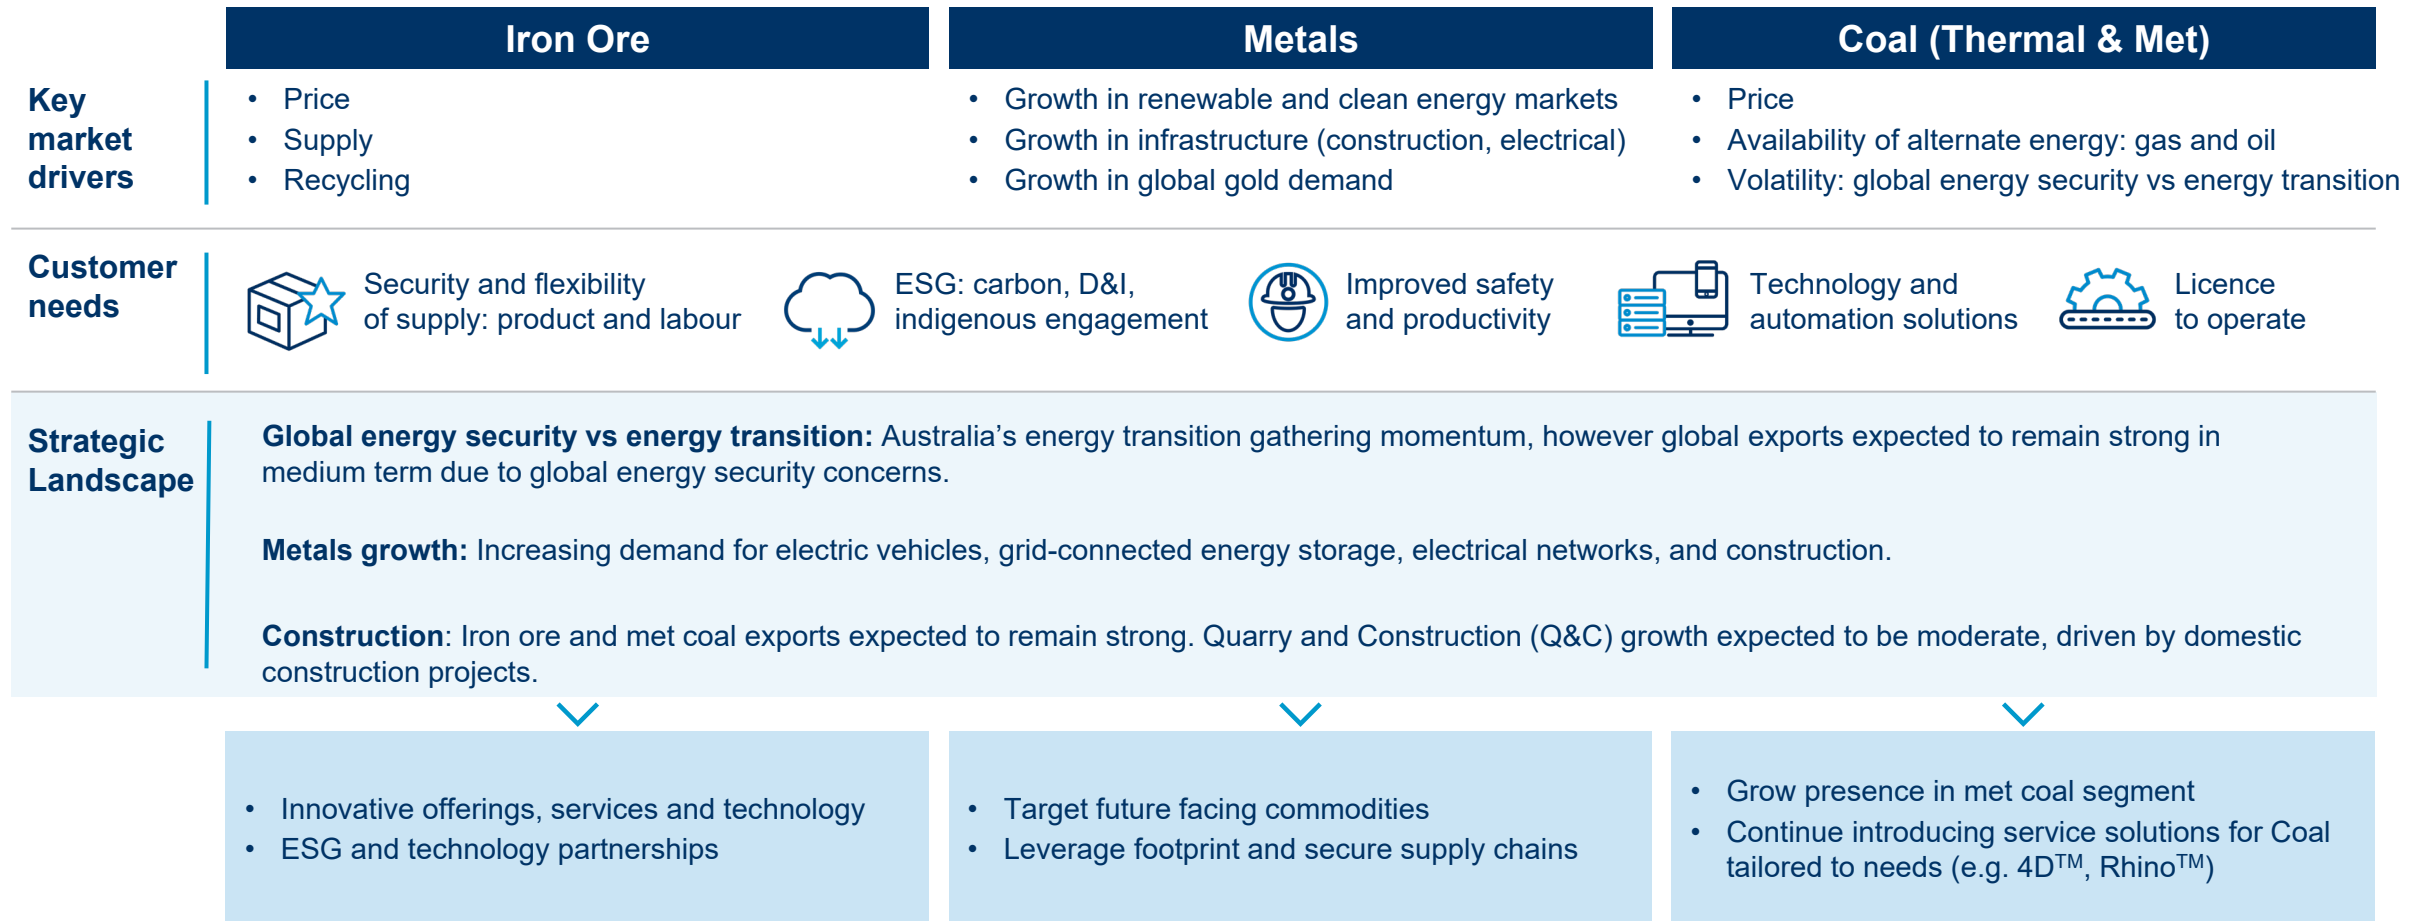 Iron Ore
Metals
Coal (Thermal & Met)
Key
market
drivers
• Price
• Supply
• Recycling
• Growth in renewable and clean energy markets
• Growth in infrastructure (construction, electrical)
• Growth in global gold demand
• Price
• Availability of alternate energy: gas and oil
• Volatility: global energy security vs energy transition
Customer
needs
Security and flexibility
of supply: product and labour
ESG: carbon, D&I,
indigenous engagement
Improved safety
and productivity
Technology and
automation solutions
Licence
to operate
Strategic
Landscape
Global energy security vs energy transition: Australia’s energy transition gathering momentum, however global exports expected to remain strong in
medium term due to global energy security concerns.
Metals growth: Increasing demand for electric vehicles, grid-connected energy storage, electrical networks, and construction.
Construction: Iron ore and met coal exports expected to remain strong. Quarry and Construction (Q&C) growth expected to be moderate, driven by domestic
construction projects.
• Innovative offerings, services and technology
• ESG and technology partnerships
• Target future facing commodities
• Leverage footprint and secure supply chains
• Grow presence in met coal segment
• Continue introducing service solutions for Coal
tailored to needs (e.g. 4D™, Rhino™)